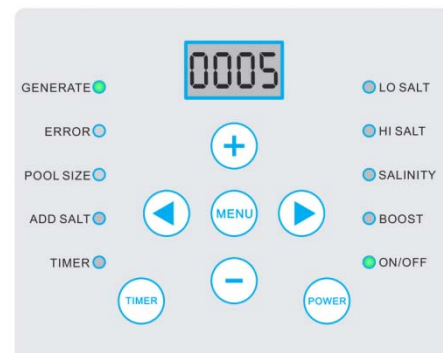 0005
GENERATE
LO SALT
ERROR
HI SALT
+
POOL SIZE
SALINITY
MENU
ADD SALT
BOOST
TIMER
ON/OFF
−
TIMER
POWER